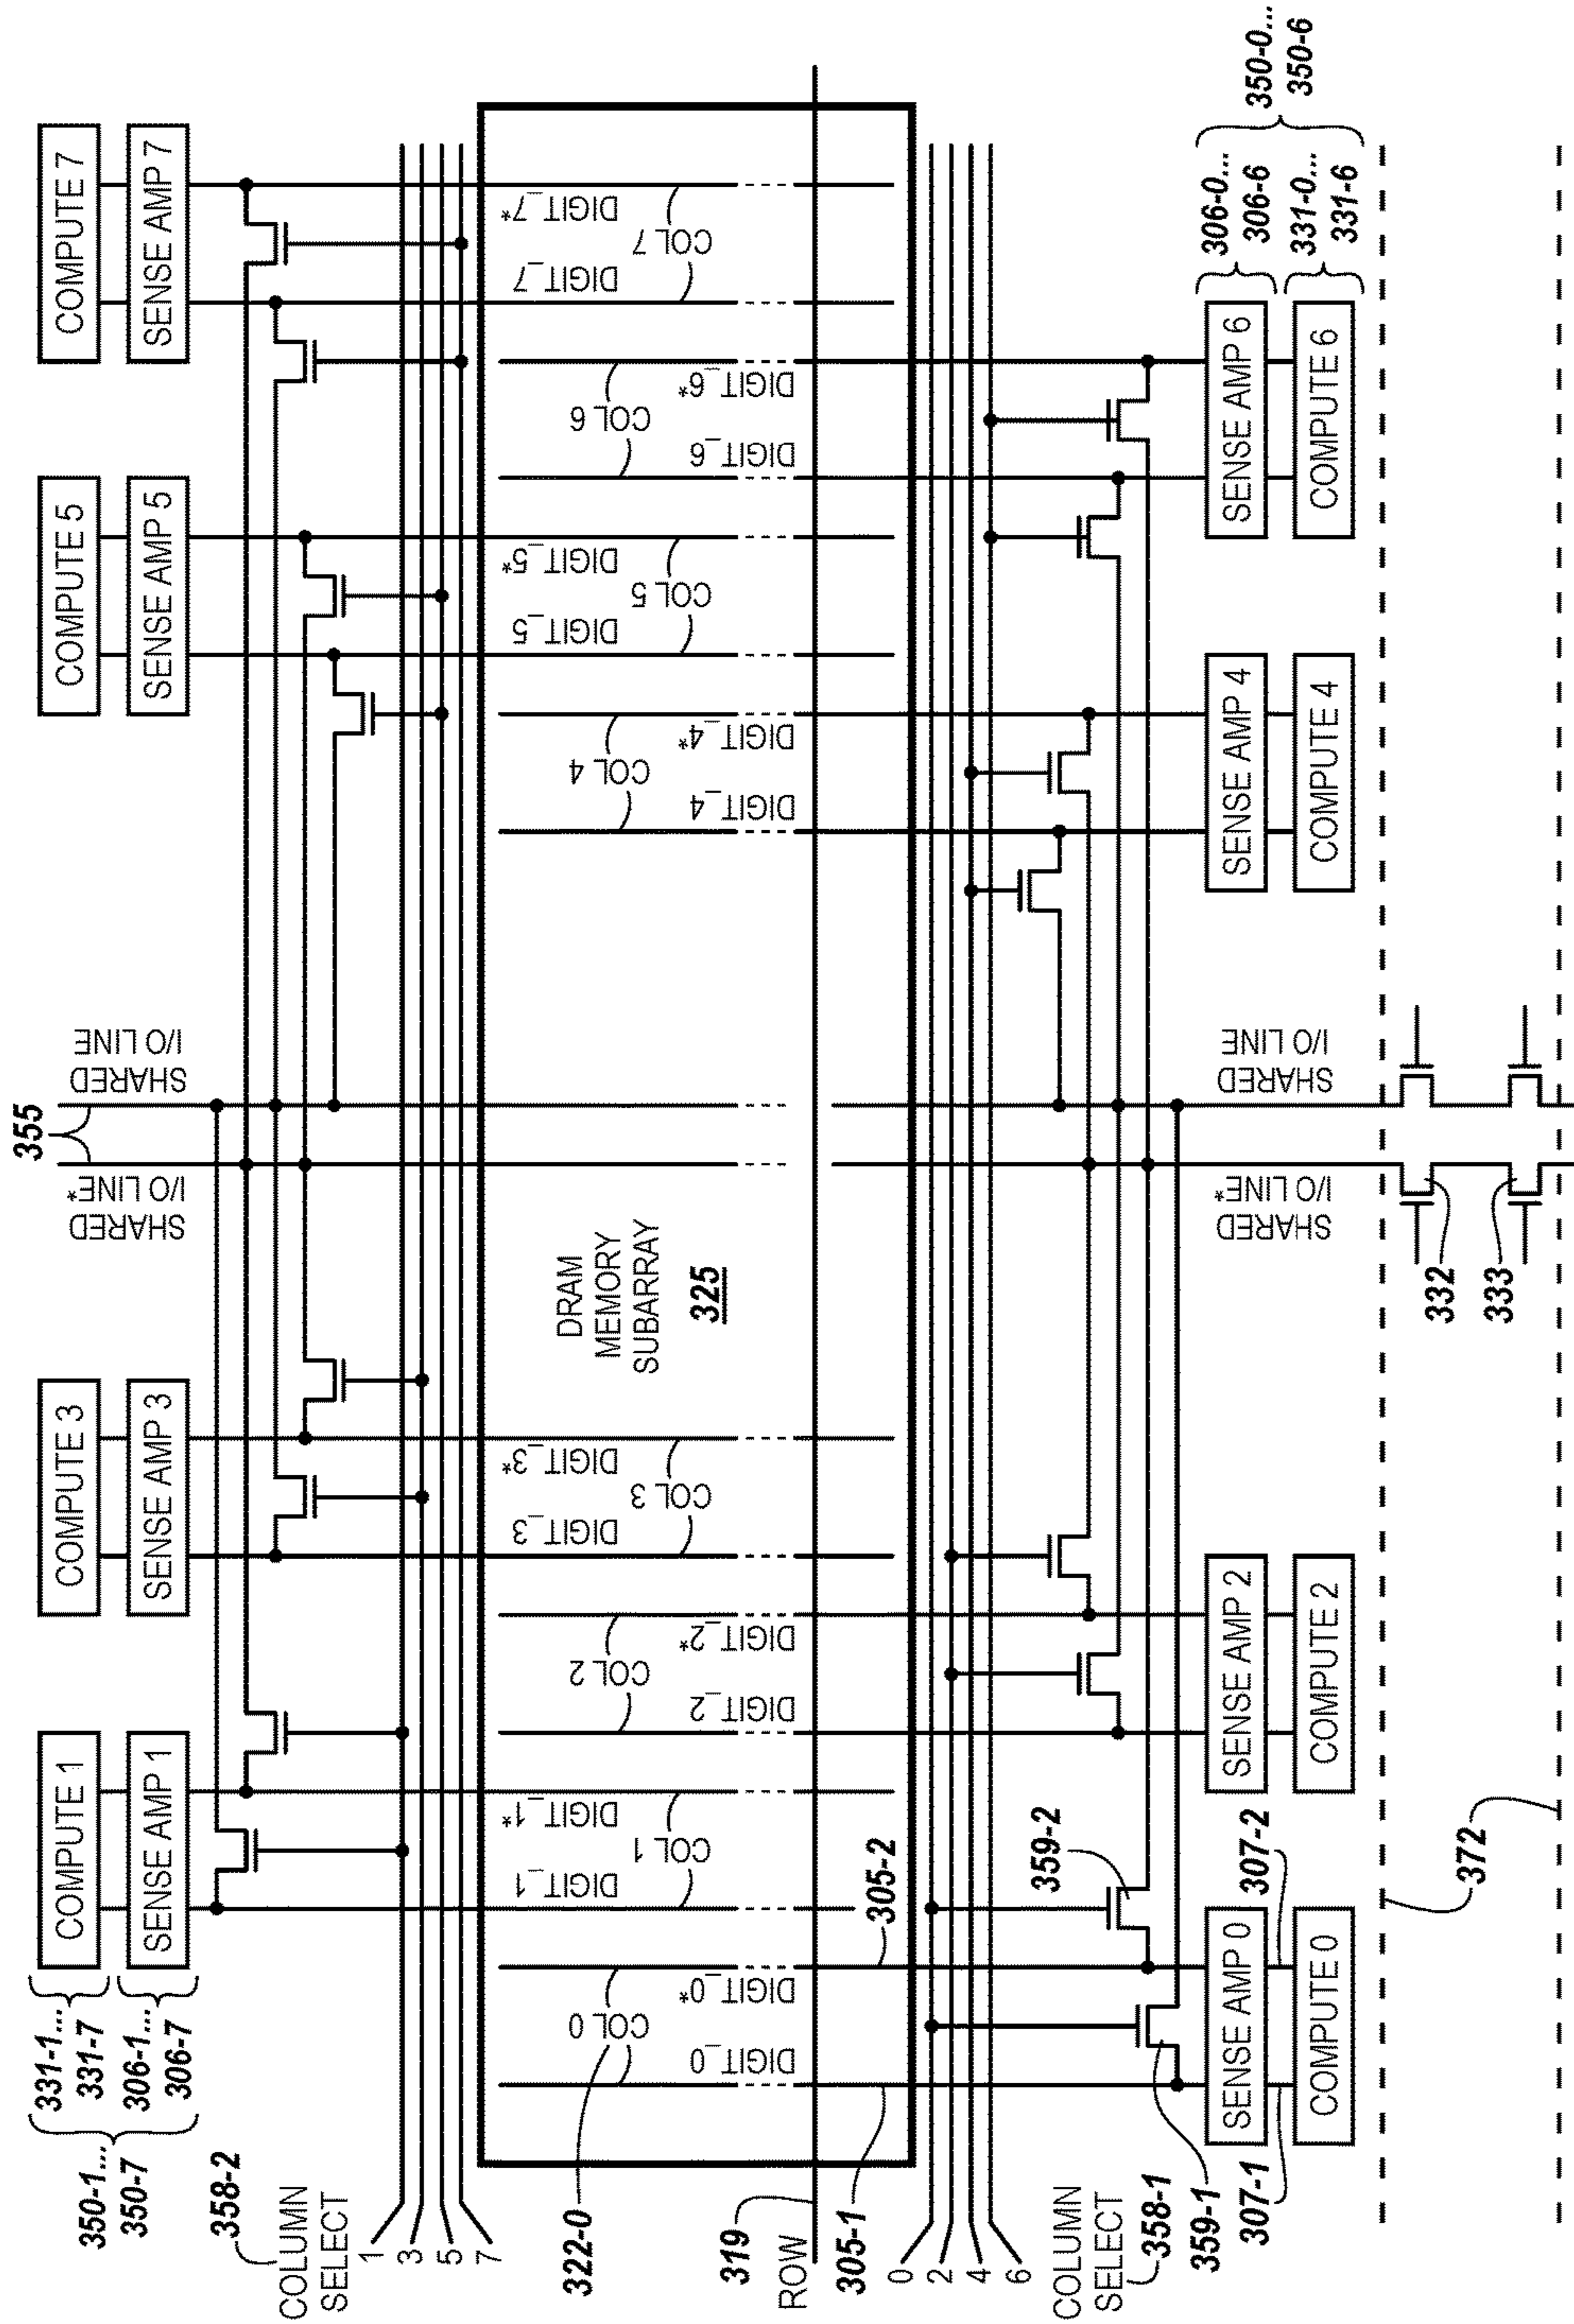 350-1...
350-7
331-1...
331-7
306-1...
306-7
COMPUTE 1
SENSE AMP 1
COMPUTE 3
SENSE AMP 3
355
SHARED
I/O LINE*
SHARED
I/O LINE
COMPUTE 5
SENSE AMP 5
COMPUTE 7
SENSE AMP 7
358-2
COLUMN
SELECT
1
3
5
7
322-0
DIGIT_0
COL 0
DIGIT_0*
DIGIT_1
COL 1
DIGIT_1*
DIGIT_2
COL 2
DIGIT_2*
DIGIT_3
COL 3
DIGIT_3*
DRAM
MEMORY
SUBARRAY
325
DIGIT_4
COL 4
DIGIT_4*
DIGIT_5
COL 5
DIGIT_5*
DIGIT_6
COL 6
DIGIT_6*
DIGIT_7
COL 7
DIGIT_7*
319
ROW
305-1
305-2
0
2
4
6
COLUMN
SELECT
358-1
359-1
359-2
307-1
307-2
SENSE AMP 0
COMPUTE 0
SENSE AMP 2
COMPUTE 2
SHARED
I/O LINE*
SHARED
I/O LINE
SENSE AMP 4
COMPUTE 4
SENSE AMP 6
COMPUTE 6
306-0...
306-6
331-0...
331-6
350-0...
350-6
372
332
333